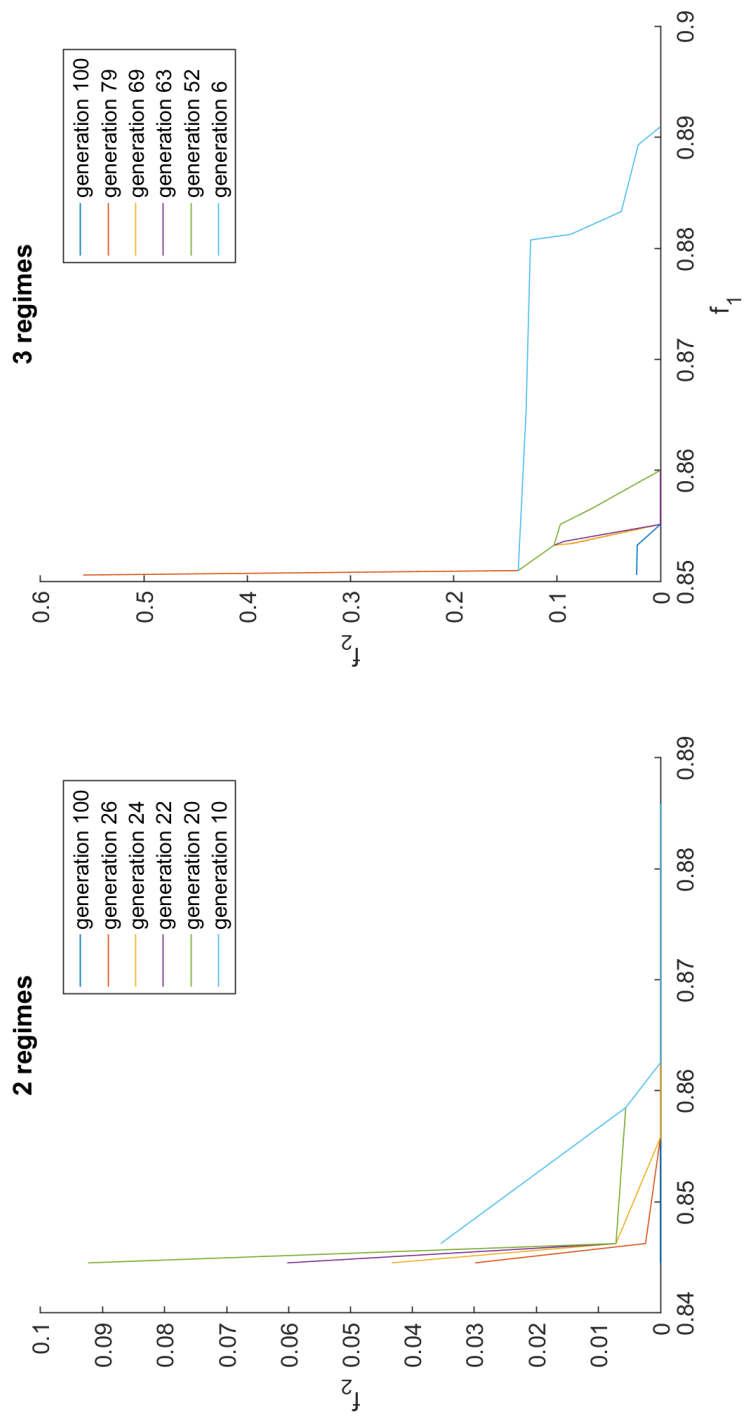 2 regimes
f2
0.1
0.09
0.08
0.07
0.06
0.05
0.04
0.03
0.02
0.01
0
0.84
0.85
0.86
0.87
0.88
0.89
generation 100
generation 26
generation 24
generation 22
generation 20
generation 10
3 regimes
f2
0.6
0.5
0.4
0.3
0.2
0.1
0
0.85
0.86
0.87
0.88
0.89
0.9
f1
generation 100
generation 79
generation 69
generation 63
generation 52
generation 6